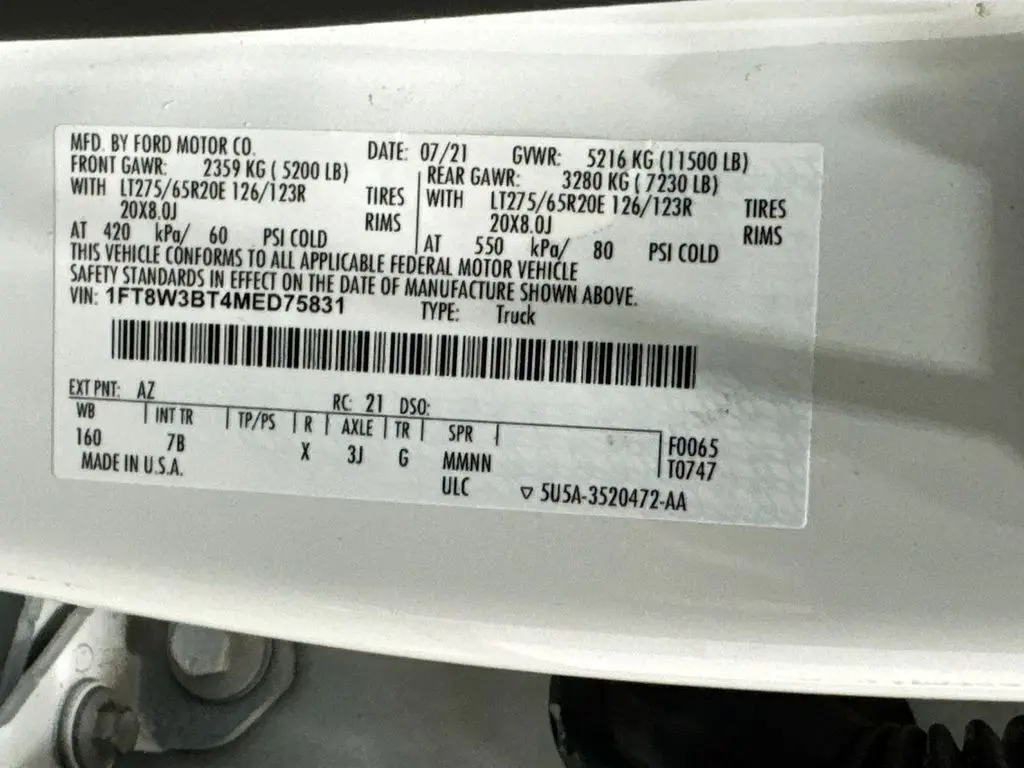 MFD. BY FORD MOTOR CO. DATE: 07/21 GVWR: 5216 KG (11500 LB)
FRONT GAWR: 2359 KG ( 5200 LB) REAR GAWR: 3280 KG ( 7230 LB)
WITH LT275/65R20E 126/123R TIRES WITH LT275/65R20E 126/123R TIRES
20X8.0J RIMS 20X8.0J RIMS
AT 420 kPa/ 60 PSI COLD AT 550 kPa/ 80 PSI COLD
THIS VEHICLE CONFORMS TO ALL APPLICABLE FEDERAL MOTOR VEHICLE
SAFETY STANDARDS IN EFFECT ON THE DATE OF MANUFACTURE SHOWN ABOVE.
VIN: 1FT8W3BT4MED75831 TYPE: Truck
EXT PNT: AZ RC: 21 DSO:
WB INT TR TP/PS R AXLE TR SPR F0065
160 7B X 3J G MMNN T0747
MADE IN U.S.A. ULC ▽ 5U5A-3520472-AA